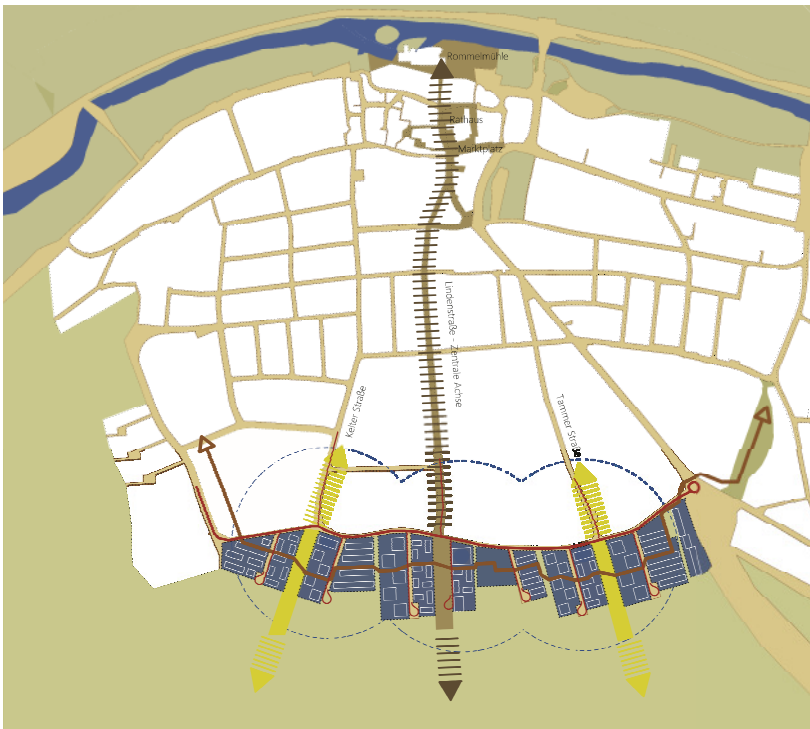 Rommelmühle
Rathaus
Marktplatz
Lindenstraße - Zentrale Achse
Kelter Straße
Tammer Straße